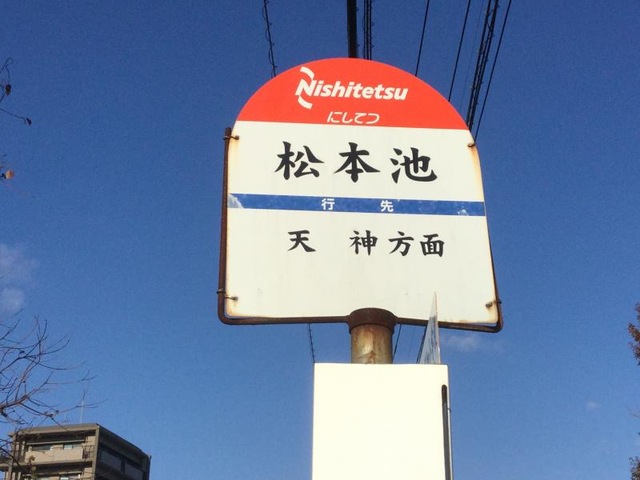 Nishitetsu
にしてつ
松本池
行先
天 神方面